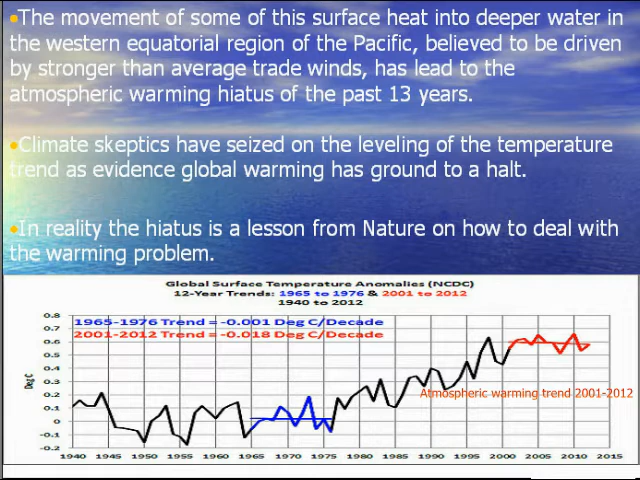 •The movement of some of this surface heat into deeper water in
the western equatorial region of the Pacific, believed to be driven
by stronger than average trade winds, has lead to the
atmospheric warming hiatus of the past 13 years.
•Climate skeptics have seized on the leveling of the temperature
trend as evidence global warming has ground to a halt.
•In reality the hiatus is a lesson from Nature on how to deal with
the warming problem.
Global Surface Temperature Anomalies (NCDC)
12-Year Trends: 1965 to 1976 & 2001 to 2012
1940 to 2012
1965-1976 Trend = -0.001 Deg C/Decade
2001-2012 Trend = -0.018 Deg C/Decade
Deg C
0.8
0.7
0.6
0.5
0.4
0.3
0.2
0.1
0
-0.1
-0.2
Atmospheric warming trend 2001-2012
1940 1945 1950 1955 1960 1965 1970 1975 1980 1985 1990 1995 2000 2005 2010 2015